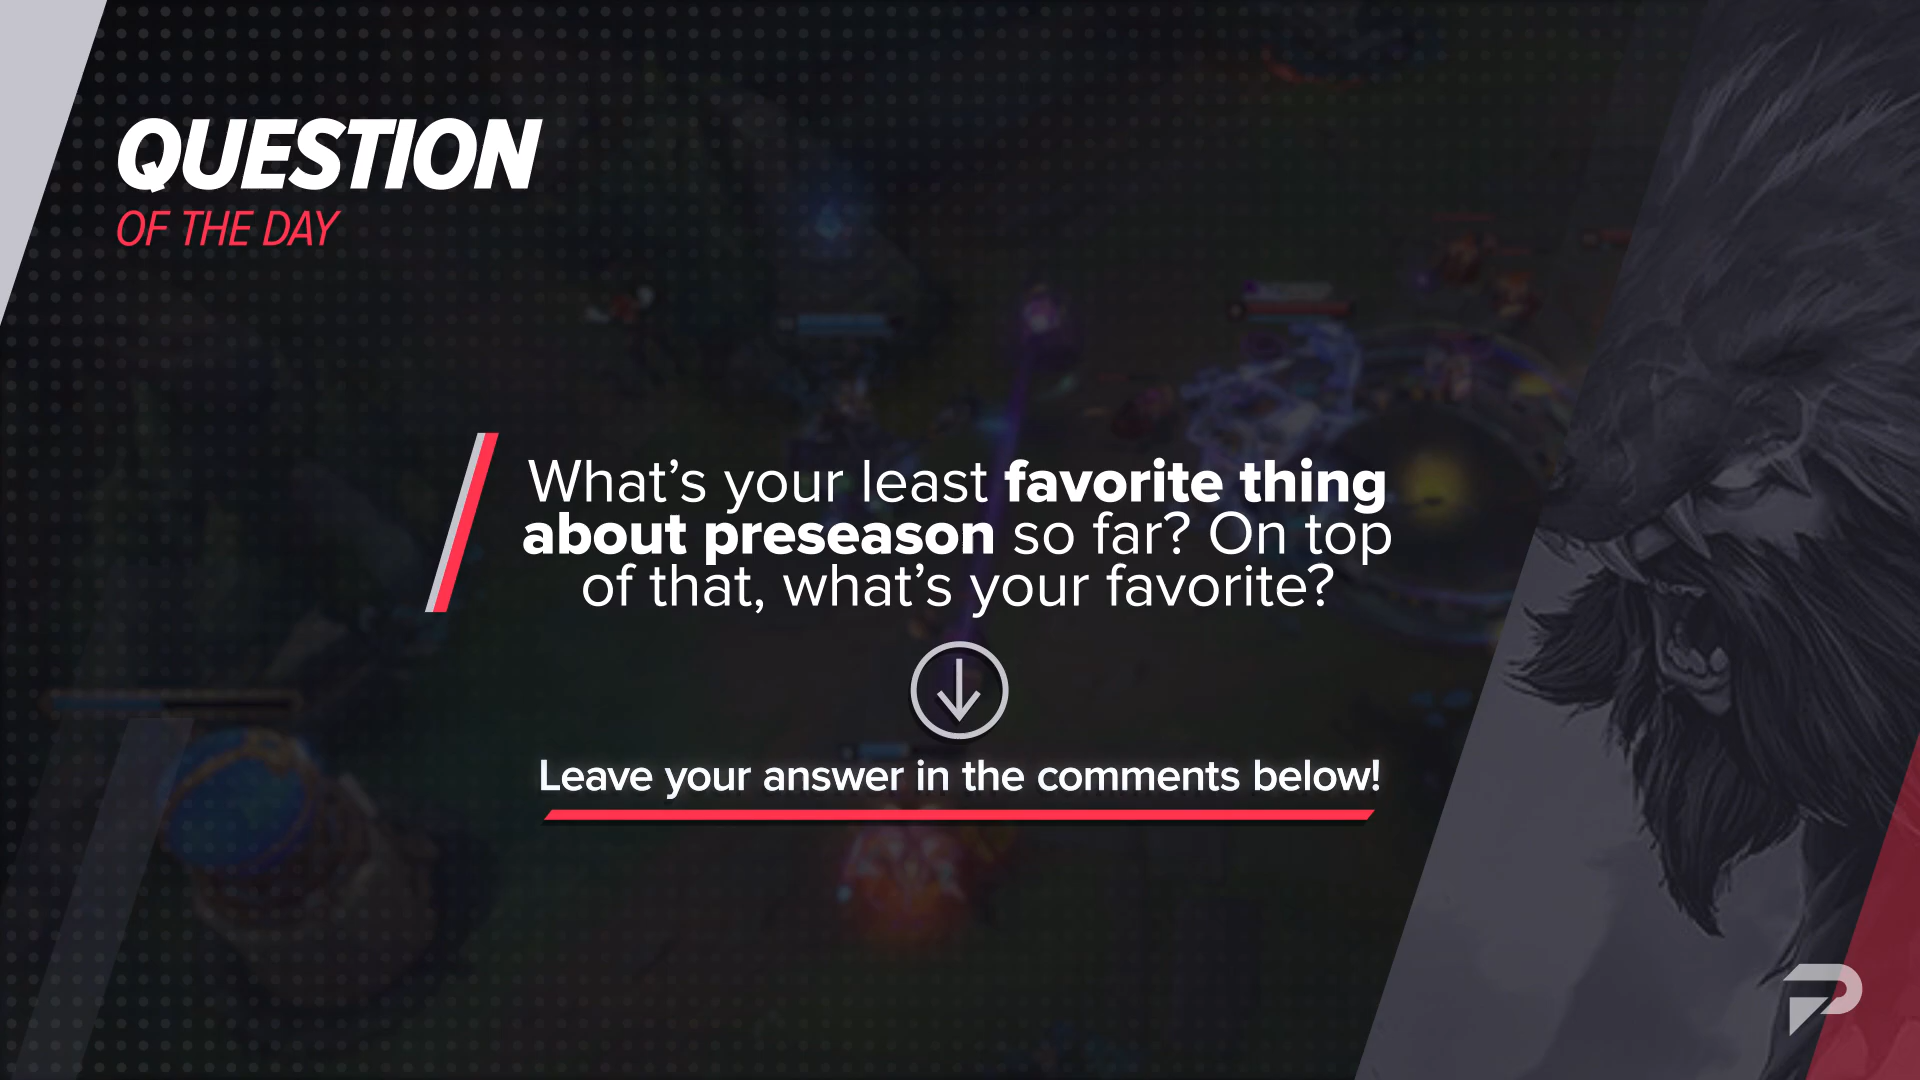 QUESTION
OF THE DAY
What’s your least favorite thing
about preseason so far? On top
of that, what’s your favorite?
Leave your answer in the comments below!